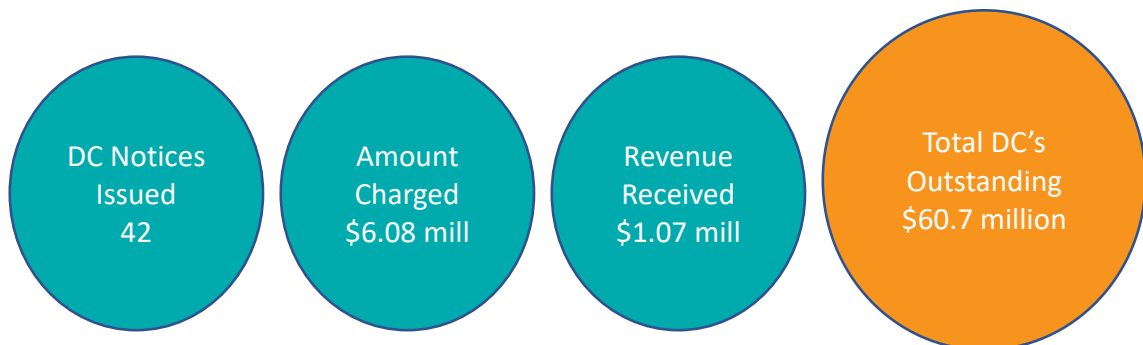 DC Notices
Issued
42
Amount
Charged
$6.08 mill
Revenue
Received
$1.07 mill
Total DC’s
Outstanding
$60.7 million